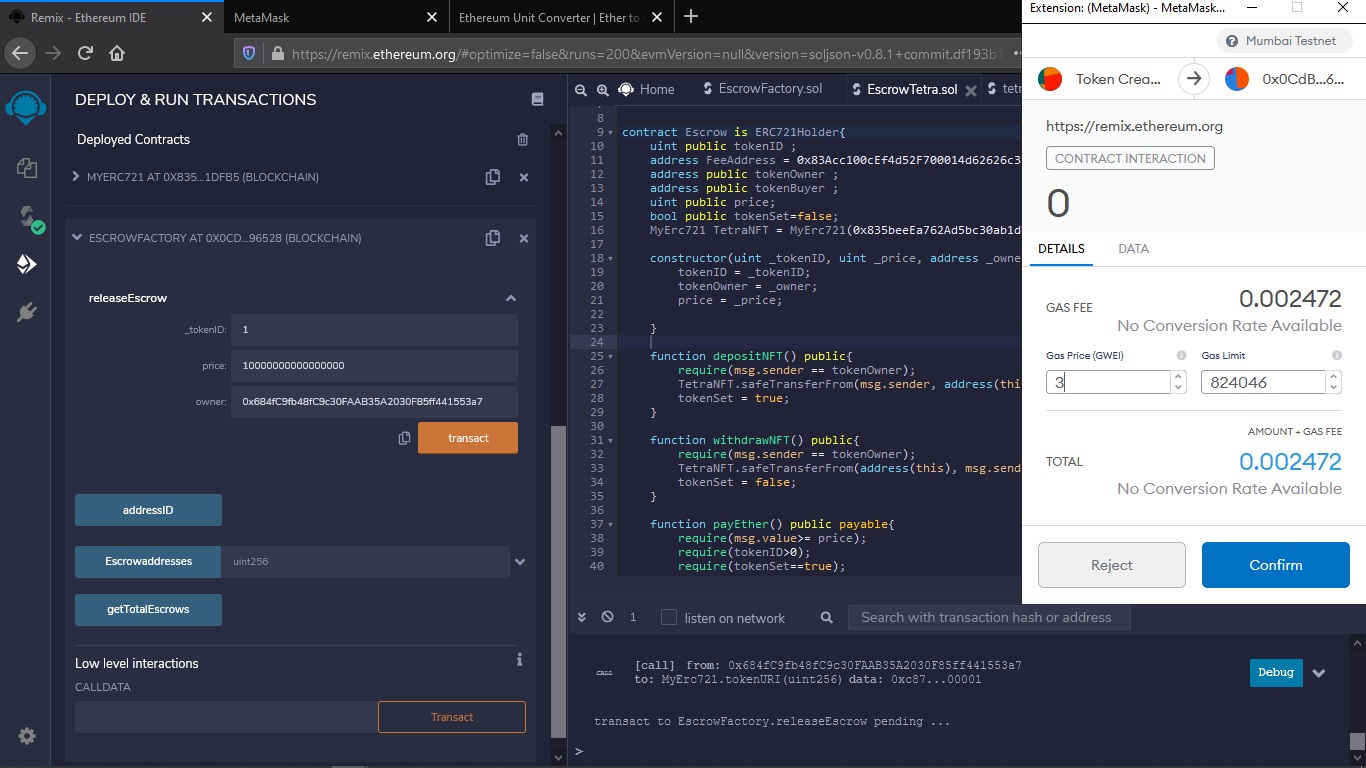 Remix - Ethereum IDE
MetaMask
Ethereum Unit Converter | Ether to
https://remix.ethereum.org/#optimize=false&runs=200&evmVersion=null&version=soljson-v0.8.1+commit.df193b1
DEPLOY & RUN TRANSACTIONS
Deployed Contracts
MYERC721 AT 0X835...1DFB5 (BLOCKCHAIN)
ESCROWFACTORY AT 0X0CD...96528 (BLOCKCHAIN)
releaseEscrow
_tokenID: 1
price: 10000000000000000
owner: 0x684fC9fb48fC9c30FAAB35A2030F85ff441553a7
transact
addressID
Escrowaddresses uint256
getTotalEscrows
Low level interactions
CALLDATA
Transact
Home
EscrowFactory.sol
EscrowTetra.sol
tet
8
9 contract Escrow is ERC721Holder{
10 uint public tokenID ;
11 address FeeAddress = 0x83Acc100cEf4d52F700014d62626c3
12 address public tokenOwner ;
13 address public tokenBuyer ;
14 uint public price;
15 bool public tokenSet=false;
16 MyErc721 TetraNFT = MyErc721(0x835beeEa762Ad5bc30ab1d
17
18 constructor(uint _tokenID, uint _price, address _owne
19 tokenID = _tokenID;
20 tokenOwner = _owner;
21 price = _price;
22
23 }
24
25 function depositNFT() public{
26 require(msg.sender == tokenOwner);
27 TetraNFT.safeTransferFrom(msg.sender, address(thi
28 tokenSet = true;
29 }
30
31 function withdrawNFT() public{
32 require(msg.sender == tokenOwner);
33 TetraNFT.safeTransferFrom(address(this), msg.send
34 tokenSet = false;
35 }
36
37 function payEther() public payable{
38 require(msg.value>= price);
39 require(tokenID>0);
40 require(tokenSet==true);
1
listen on network
Search with transaction hash or address
CALL
[call] from: 0x684fC9fb48fC9c30FAAB35A2030F85ff441553a7
to: MyErc721.tokenURI(uint256) data: 0xc87...00001
Debug
transact to EscrowFactory.releaseEscrow pending ...
>
Extension: (MetaMask) - MetaMask...
Mumbai Testnet
Token Crea...
0x0CdB...6...
https://remix.ethereum.org
CONTRACT INTERACTION
0
DETAILS
DATA
GAS FEE
0.002472
No Conversion Rate Available
Gas Price (GWEI)
Gas Limit
3
824046
AMOUNT + GAS FEE
TOTAL
0.002472
No Conversion Rate Available
Reject
Confirm